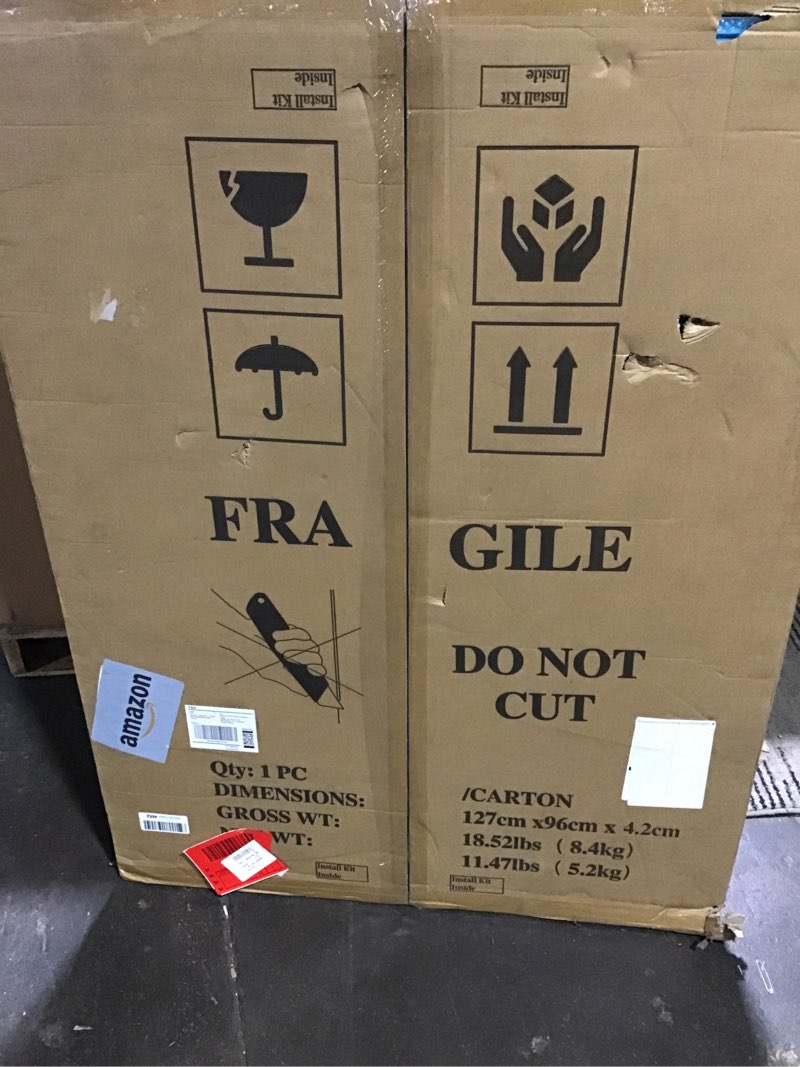 Install Kit
Inside
Install Kit
Inside
FRA GILE
DO NOT
CUT
amazon
Qty: 1 PC /CARTON
DIMENSIONS: 127cm x96cm x 4.2cm
GROSS WT: 18.52lbs ( 8.4kg)
WT: 11.47lbs ( 5.2kg)
Install Kit
Inside
Install Kit
Inside